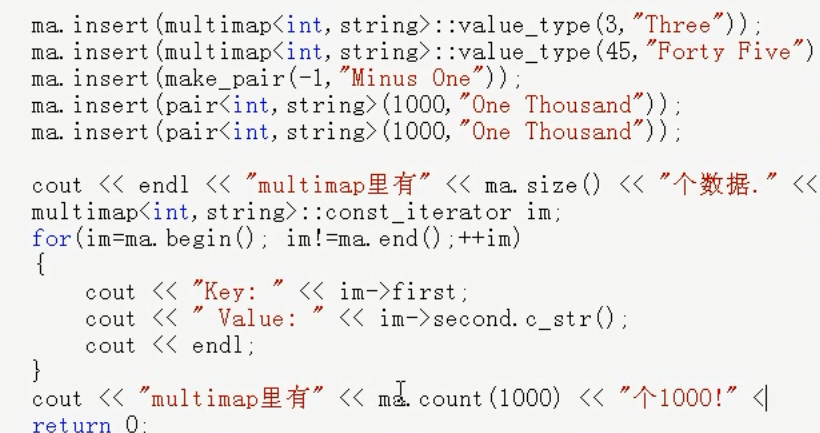 ma.insert(multimap<int,string>::value_type(3,"Three"));
ma.insert(multimap<int,string>::value_type(45,"Forty Five")
ma.insert(make_pair(-1,"Minus One"));
ma.insert(pair<int,string>(1000,"One Thousand"));
ma.insert(pair<int,string>(1000,"One Thousand"));
cout << endl << "multimap里有" << ma.size() << "个数据." <<
multimap<int,string>::const_iterator im;
for(im=ma.begin(); im!=ma.end();++im)
{
cout << "Key: " << im->first;
cout << " Value: " << im->second.c_str();
cout << endl;
}
cout << "multimap里有" << ma.count(1000) << "个1000!" <
return 0;